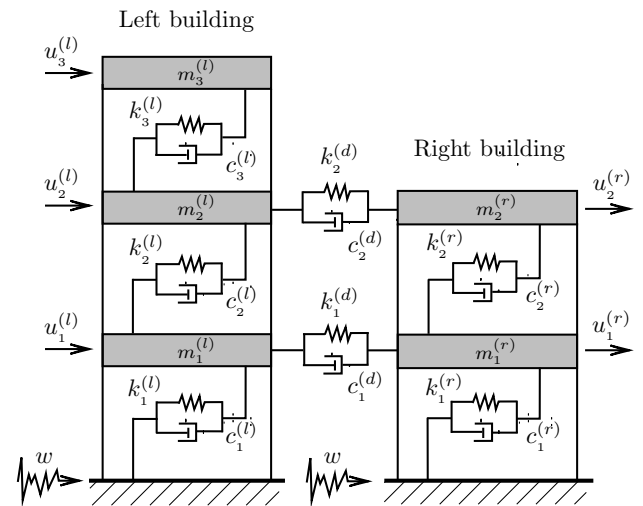 Left building
u_3^{(l)}
m_3^{(l)}
k_3^{(l)}
c_3^{(l)}
Right building
k_2^{(d)}
u_2^{(l)}
m_2^{(l)}
c_2^{(d)}
m_2^{(r)}
u_2^{(r)}
k_2^{(l)}
c_2^{(l)}
k_2^{(r)}
c_2^{(r)}
k_1^{(d)}
u_1^{(l)}
m_1^{(l)}
c_1^{(d)}
m_1^{(r)}
u_1^{(r)}
k_1^{(l)}
c_1^{(l)}
k_1^{(r)}
c_1^{(r)}
w
w